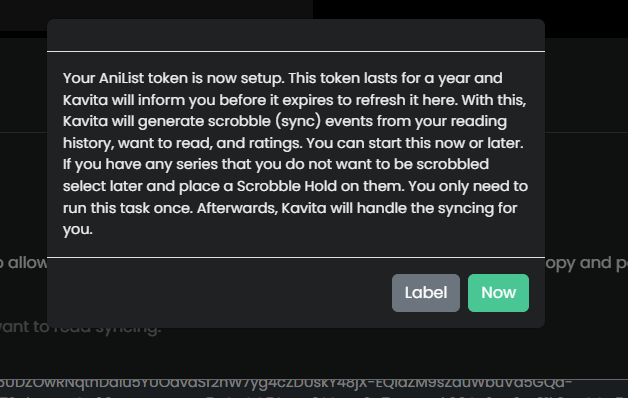 Your AniList token is now setup. This token lasts for a year and
Kavita will inform you before it expires to refresh it here. With this,
Kavita will generate scrobble (sync) events from your reading
history, want to read, and ratings. You can start this now or later.
If you have any series that you do not want to be scrobbled
select later and place a Scrobble Hold on them. You only need to
run this task once. Afterwards, Kavita will handle the syncing for
you.
allow
opy and p
Label Now
ant to read syncing.